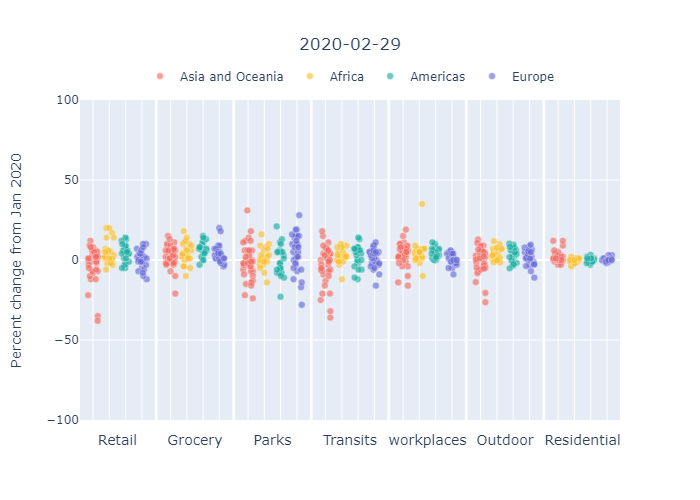 2020-02-29
Asia and Oceania Africa Americas Europe
Percent change from Jan 2020
100
50
0
−50
−100
Retail Grocery Parks Transits workplaces Outdoor Residential